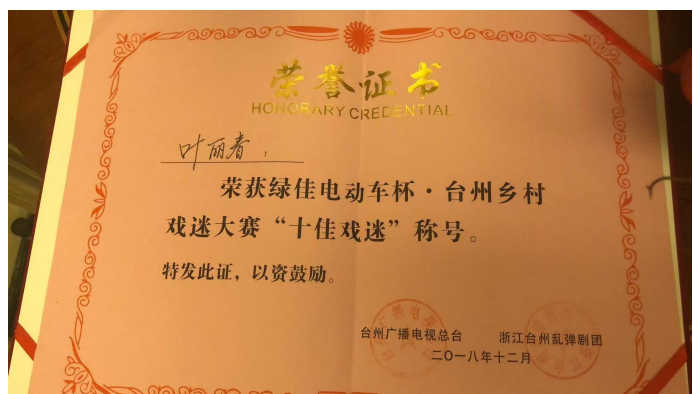 荣誉证书
HONORARY CREDENTIAL
叶丽春：
荣获绿佳电动车杯·台州乡村
戏迷大赛“十佳戏迷”称号。
特发此证，以资鼓励。
台州广播电视总台 浙江台州乱弹剧团
二〇一八年十二月